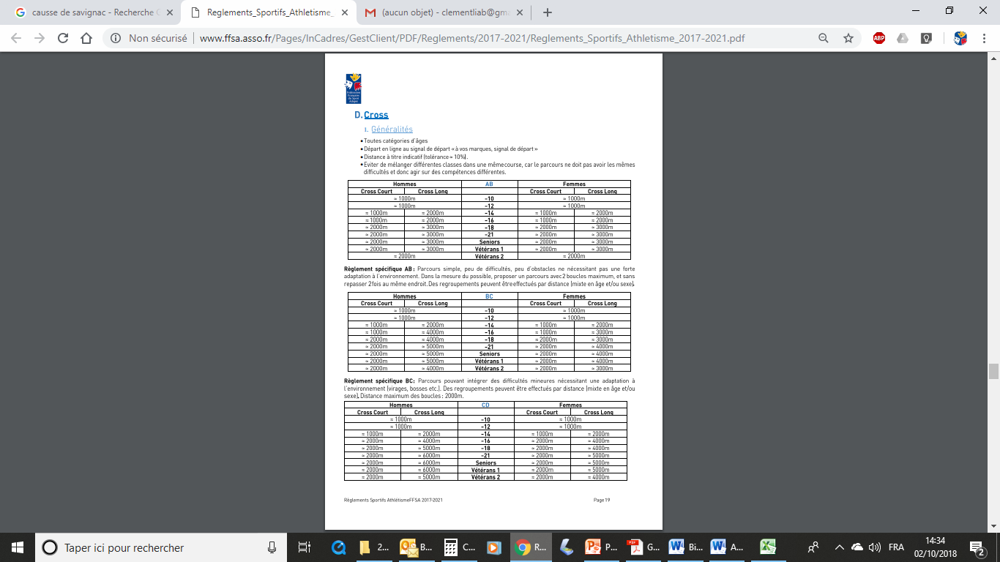 causse de savignac - Recherche G
Reglements_Sportifs_Athletisme_
(aucun objet) - clementliab@gma
Non sécurisé | www.ffsa.asso.fr/Pages/InCadres/GestClient/PDF/Reglements/2017-2021/Reglements_Sportifs_Athletisme_2017-2021.pdf
ABP
Fédération
Française
du Sport
Adapté
D. Cross
1. Généralités
• Toutes catégories d'âges
• Départ en ligne au signal de départ « à vos marques, signal de départ »
• Distance à titre indicatif (tolérance ≈ 10%).
• Eviter de mélanger différentes classes dans une même course, car le parcours ne doit pas avoir les mêmes
difficultés et donc agir sur des compétences différentes.
Hommes AB Femmes
Cross Court Cross Long Cross Court Cross Long
≈ 1000m -10 ≈ 1000m
≈ 1000m -12 ≈ 1000m
≈ 1000m ≈ 2000m -14 ≈ 1000m ≈ 2000m
≈ 1000m ≈ 2000m -16 ≈ 1000m ≈ 2000m
≈ 2000m ≈ 3000m -18 ≈ 2000m ≈ 3000m
≈ 2000m ≈ 3000m -21 ≈ 2000m ≈ 3000m
≈ 2000m ≈ 3000m Seniors ≈ 2000m ≈ 3000m
≈ 2000m ≈ 3000m Vétérans 1 ≈ 2000m ≈ 3000m
≈ 2000m Vétérans 2 ≈ 2000m
Règlement spécifique AB : Parcours simple, peu de difficultés, peu d'obstacles ne nécessitant pas une forte
adaptation à l'environnement. Dans la mesure du possible, proposer un parcours avec 2 boucles maximum, et sans
repasser 2 fois au même endroit. Des regroupements peuvent être effectués par distance (mixte en âge et/ou sexe).
Hommes BC Femmes
Cross Court Cross Long Cross Court Cross Long
≈ 1000m -10 ≈ 1000m
≈ 1000m -12 ≈ 1000m
≈ 1000m ≈ 2000m -14 ≈ 1000m ≈ 2000m
≈ 1000m ≈ 4000m -16 ≈ 1000m ≈ 3000m
≈ 2000m ≈ 4000m -18 ≈ 2000m ≈ 3000m
≈ 2000m ≈ 5000m -21 ≈ 2000m ≈ 4000m
≈ 2000m ≈ 5000m Seniors ≈ 2000m ≈ 4000m
≈ 2000m ≈ 5000m Vétérans 1 ≈ 2000m ≈ 4000m
≈ 2000m ≈ 4000m Vétérans 2 ≈ 2000m ≈ 3000m
Règlement spécifique BC : Parcours pouvant intégrer des difficultés mineures nécessitant une adaptation à
l'environnement (virages, bosses etc.). Des regroupements peuvent être effectués par distance (mixte en âge et/ou
sexe). Distance maximum des boucles : 2000m.
Hommes CD Femmes
Cross Court Cross Long Cross Court Cross Long
≈ 1000m -10 ≈ 1000m
≈ 1000m -12 ≈ 1000m
≈ 1000m ≈ 2000m -14 ≈ 1000m ≈ 2000m
≈ 2000m ≈ 4000m -16 ≈ 2000m ≈ 4000m
≈ 2000m ≈ 5000m -18 ≈ 2000m ≈ 4000m
≈ 2000m ≈ 6000m -21 ≈ 2000m ≈ 5000m
≈ 2000m ≈ 6000m Seniors ≈ 2000m ≈ 5000m
≈ 2000m ≈ 6000m Vétérans 1 ≈ 2000m ≈ 5000m
≈ 2000m ≈ 5000m Vétérans 2 ≈ 2000m ≈ 4000m
Règlements Sportifs AthlétismeFFSA 2017-2021 Page 19
Taper ici pour rechercher
2... B... C... R... P... G... Bi... A...
FRA
14:34
02/10/2018
2